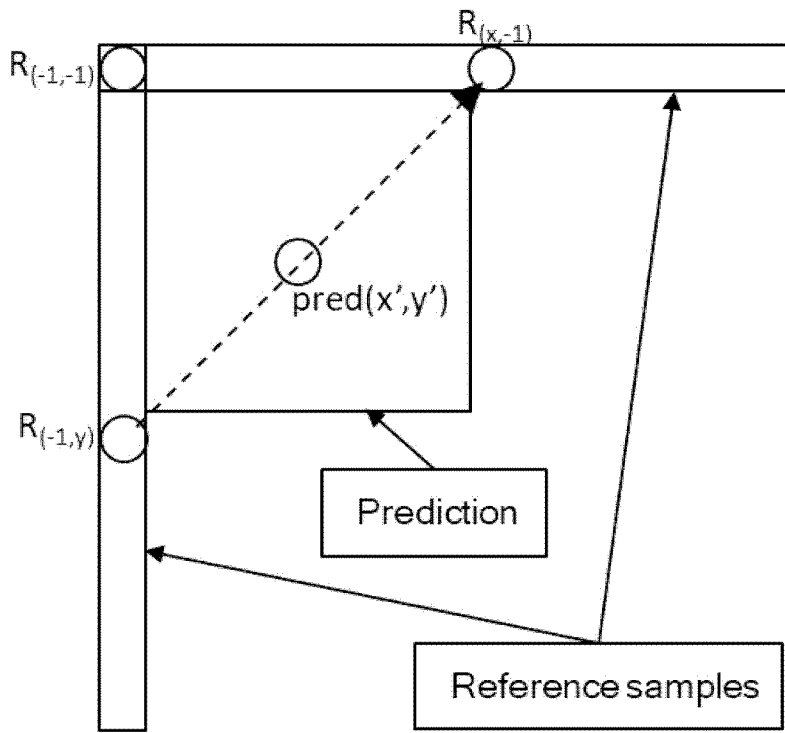 R(x,-1)
R(-1,-1)
pred(x’,y’)
R(-1,y)
Prediction
Reference samples